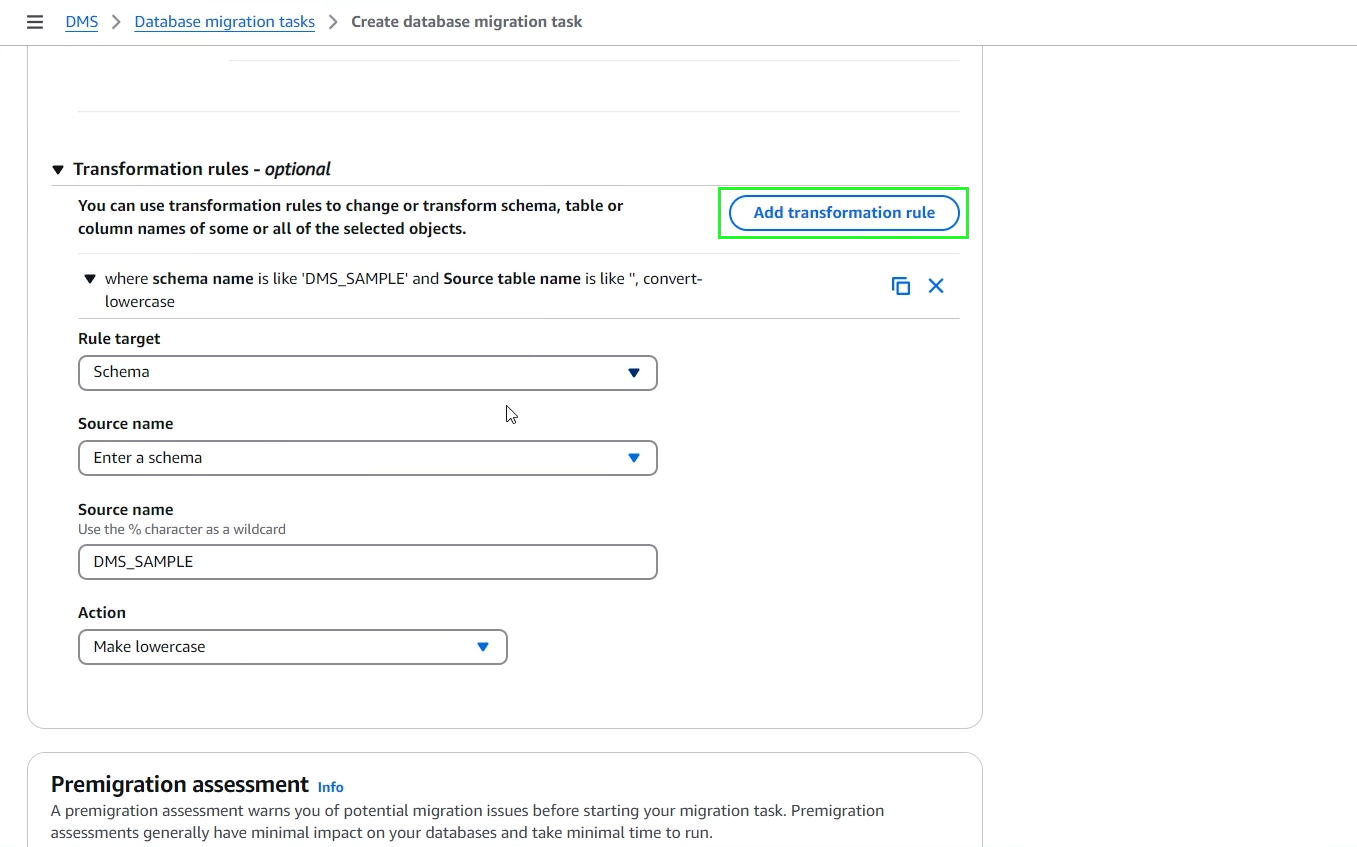 DMS > Database migration tasks > Create database migration task
Transformation rules - optional
You can use transformation rules to change or transform schema, table or
column names of some or all of the selected objects.
Add transformation rule
where schema name is like 'DMS_SAMPLE' and Source table name is like '', convert-
lowercase
Rule target
Schema
Source name
Enter a schema
Source name
Use the % character as a wildcard
DMS_SAMPLE
Action
Make lowercase
Premigration assessment Info
A premigration assessment warns you of potential migration issues before starting your migration task. Premigration
assessments generally have minimal impact on your databases and take minimal time to run.